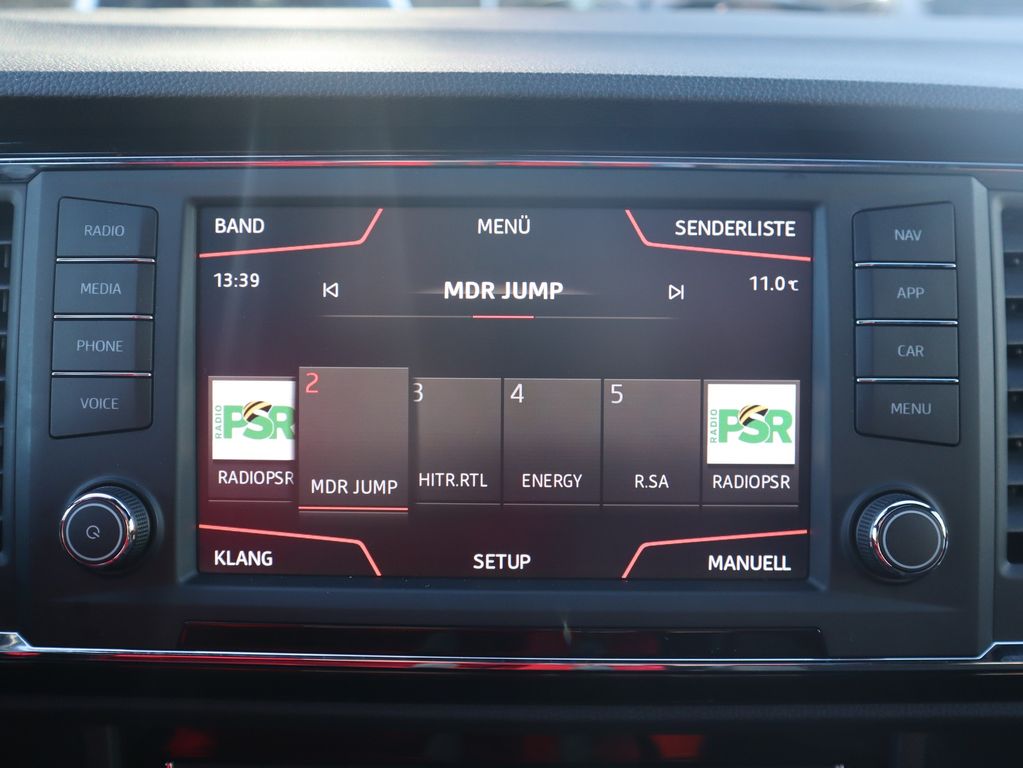 RADIO
MEDIA
PHONE
VOICE
BAND
MENÜ
SENDERLISTE
13:39
MDR JUMP
11.0℃
RADIO PSR
RADIOPSR
2
MDR JUMP
3
HITR.RTL
4
ENERGY
5
R.SA
RADIO PSR
RADIOPSR
KLANG
SETUP
MANUELL
NAV
APP
CAR
MENU